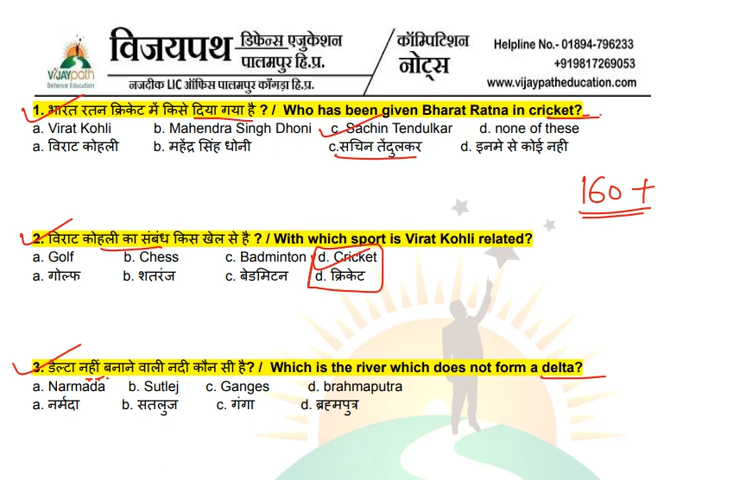 विजयपथ
डिफेन्स एजुकेशन
पालमपुर हि.प्र.
नजदीक LIC ऑफिस पालमपुर काँगड़ा हि.प्र.
VIJAYpath
Defence Education
कॉम्पिटिशन
नोट्स
Helpline No.- 01894-796233
+919817269053
www.vijaypatheducation.com
1. भारत रतन क्रिकेट में किसे दिया गया है ? / Who has been given Bharat Ratna in cricket?
a. Virat Kohli b. Mahendra Singh Dhoni c. Sachin Tendulkar d. none of these
a. विराट कोहली b. महेंद्र सिंह धोनी c.सचिन तेंदुलकर d. इनमे से कोई नही
160+
2. विराट कोहली का संबंध किस खेल से है ? / With which sport is Virat Kohli related?
a. Golf b. Chess c. Badminton d. Cricket
a. गोल्फ b. शतरंज c. बेडमिटन d. क्रिकेट
3. डेल्टा नहीं बनाने वाली नदी कौन सी है? / Which is the river which does not form a delta?
a. Narmada b. Sutlej c. Ganges d. brahmaputra
a. नर्मदा b. सतलुज c. गंगा d. ब्रह्मपुत्र